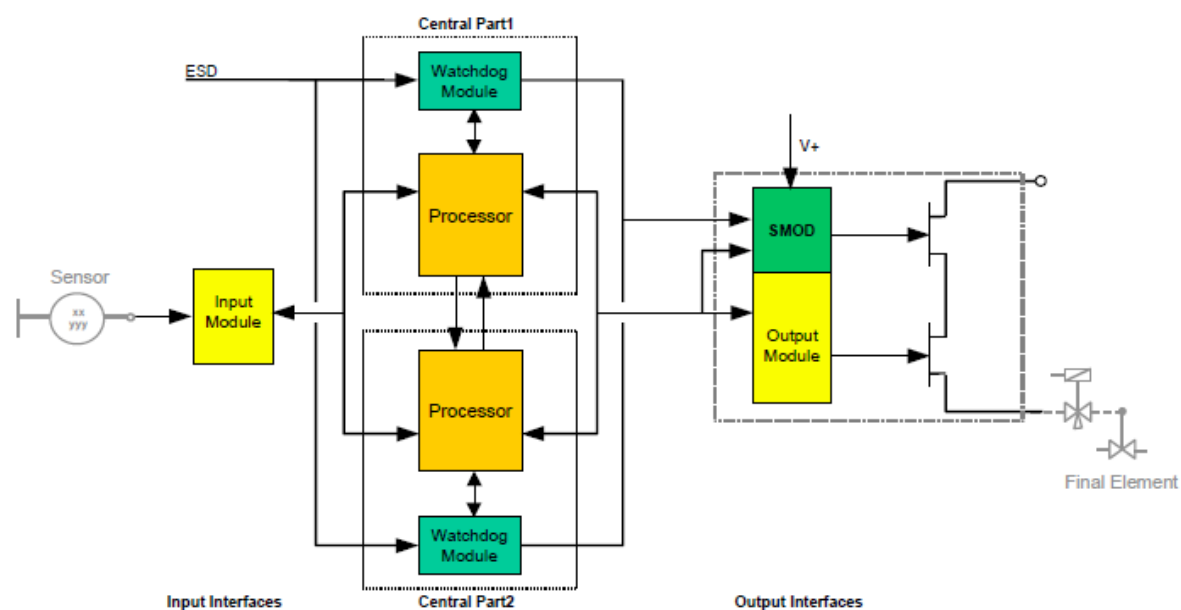 Central Part1
ESD
Watchdog
Module
V+
Processor
SMOD
Sensor
xx
yyy
Input
Module
Output
Module
Processor
Final Element
Watchdog
Module
Input Interfaces
Central Part2
Output Interfaces